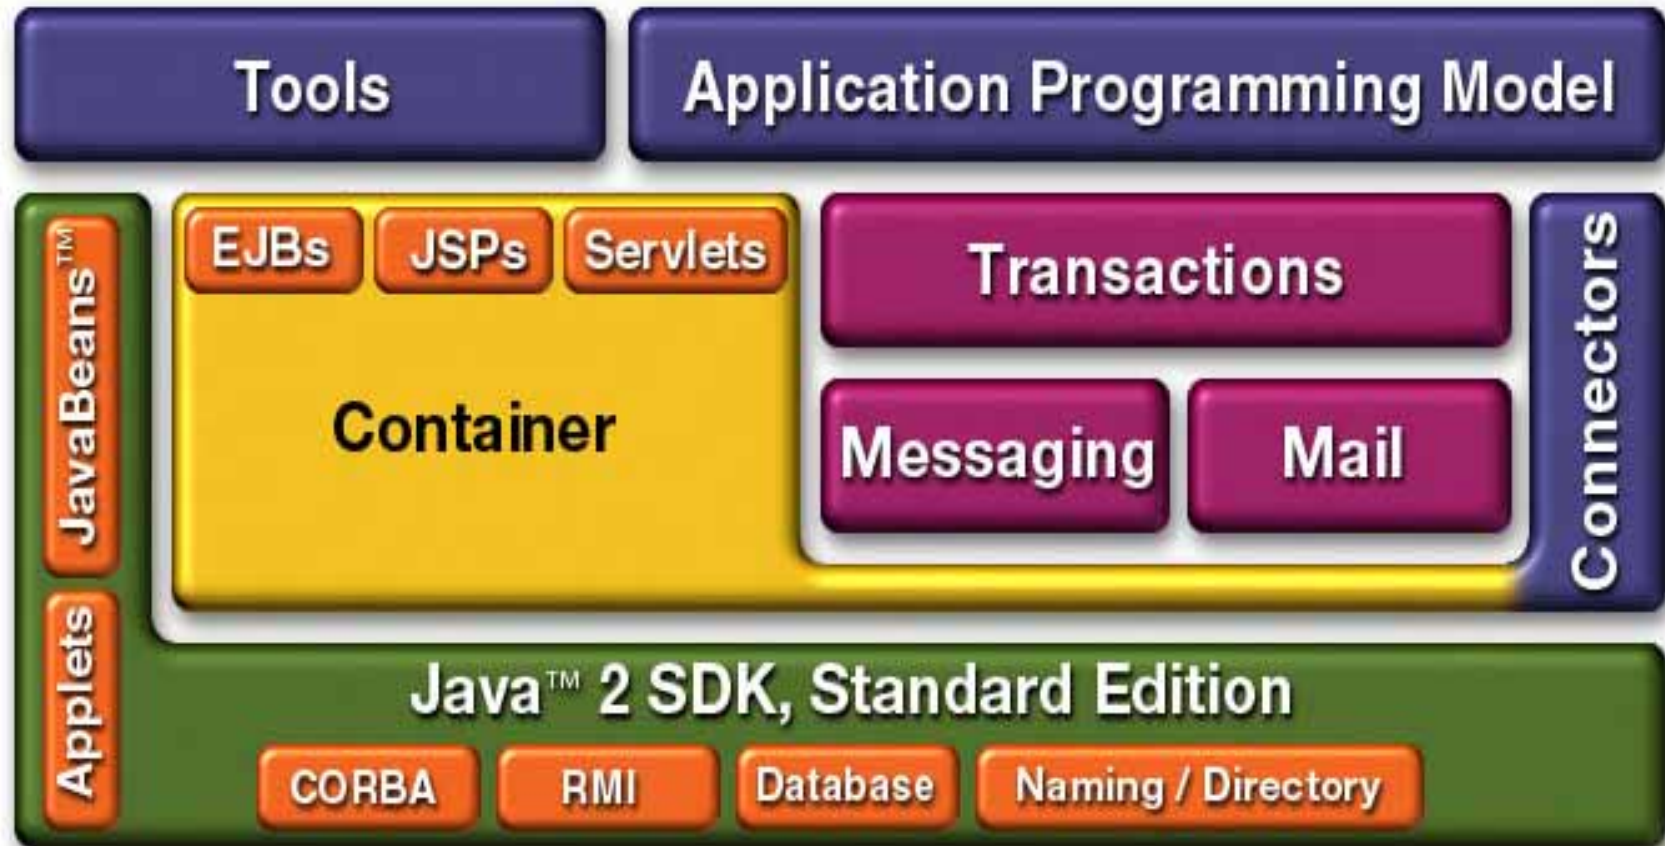 Tools
Application Programming Model
JavaBeans™
EJBs
JSPs
Servlets
Container
Transactions
Messaging
Mail
Connectors
Applets
Java™ 2 SDK, Standard Edition
CORBA
RMI
Database
Naming / Directory